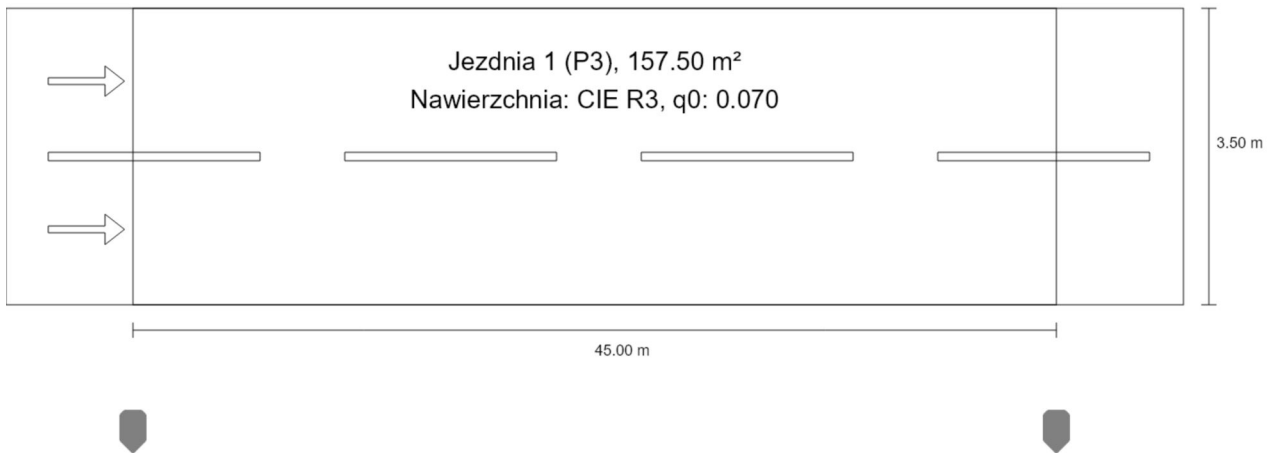 Jezdnia 1 (P3), 157.50 m²
Nawierzchnia: CIE R3, q0: 0.070
3.50 m
45.00 m